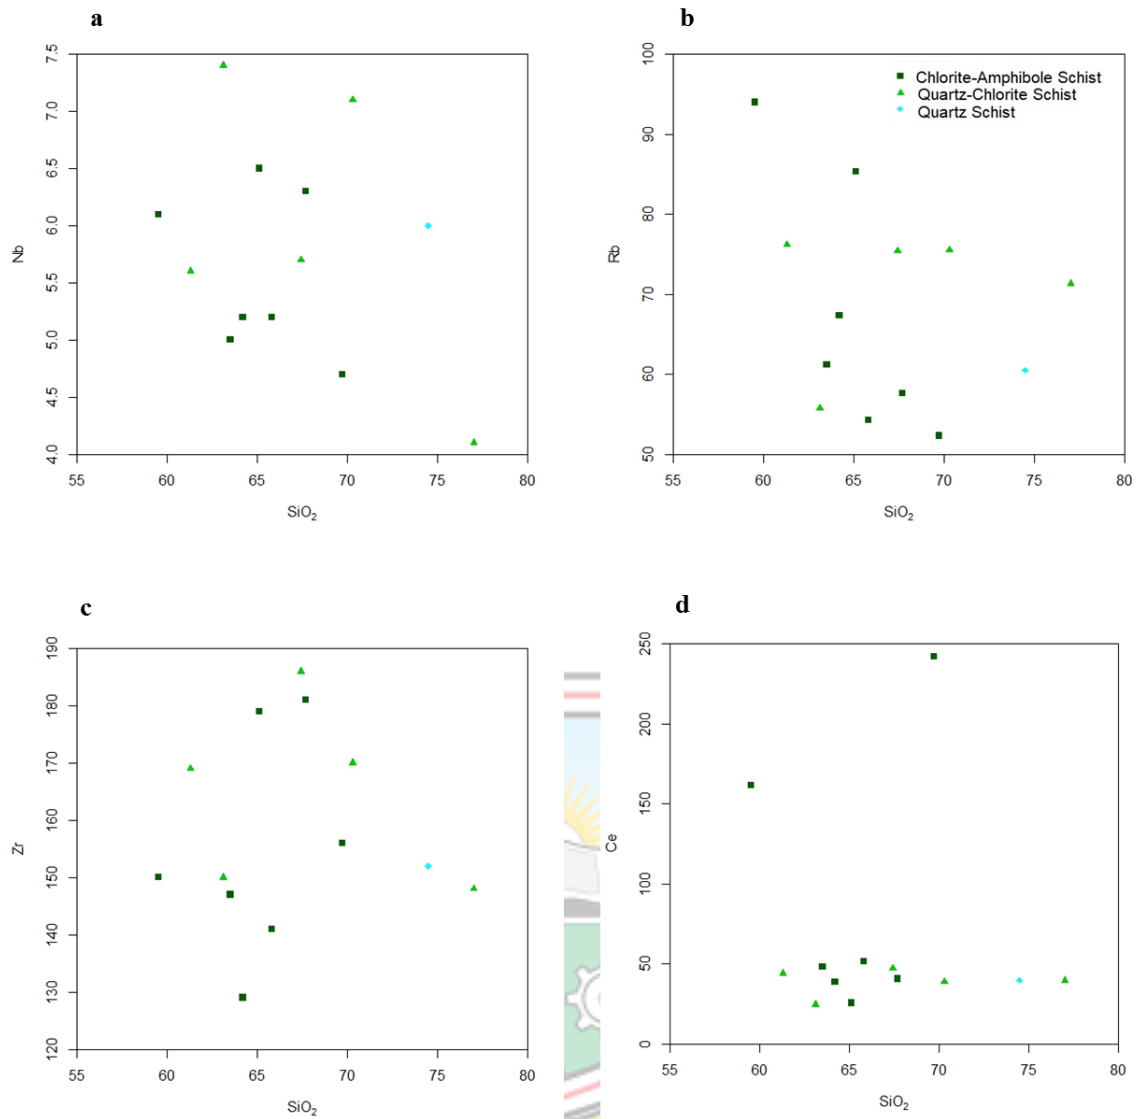 a
Nb
4.0 4.5 5.0 5.5 6.0 6.5 7.0 7.5
55 60 65 70 75 80
SiO₂
b
Rb
50 60 70 80 90 100
Chlorite-Amphibole Schist
Quartz-Chlorite Schist
Quartz Schist
55 60 65 70 75 80
SiO₂
c
Zr
120 130 140 150 160 170 180 190
55 60 65 70 75 80
SiO₂
d
Ce
0 50 100 150 200 250
55 60 65 70 75 80
SiO₂